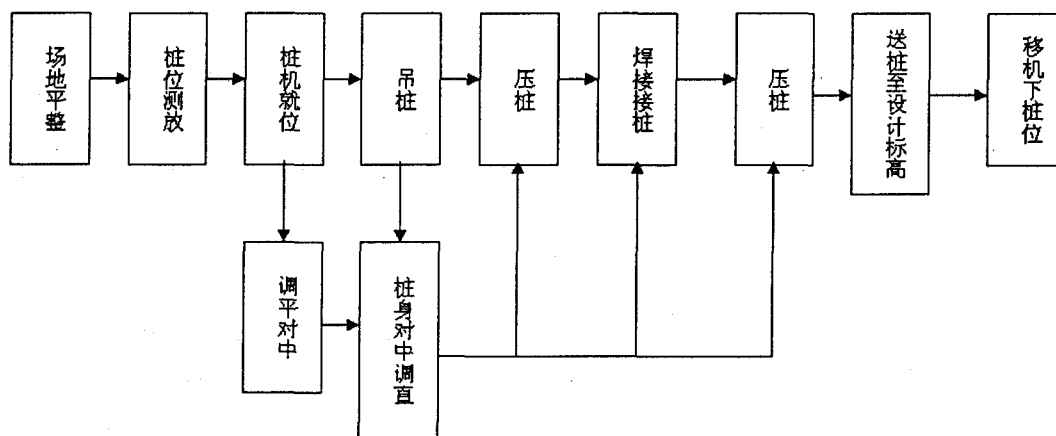 场地平整
桩位测放
桩机就位
吊桩
压桩
焊接接桩
压桩
送桩至设计标高
移机下桩位
调平对中
桩身对中调直